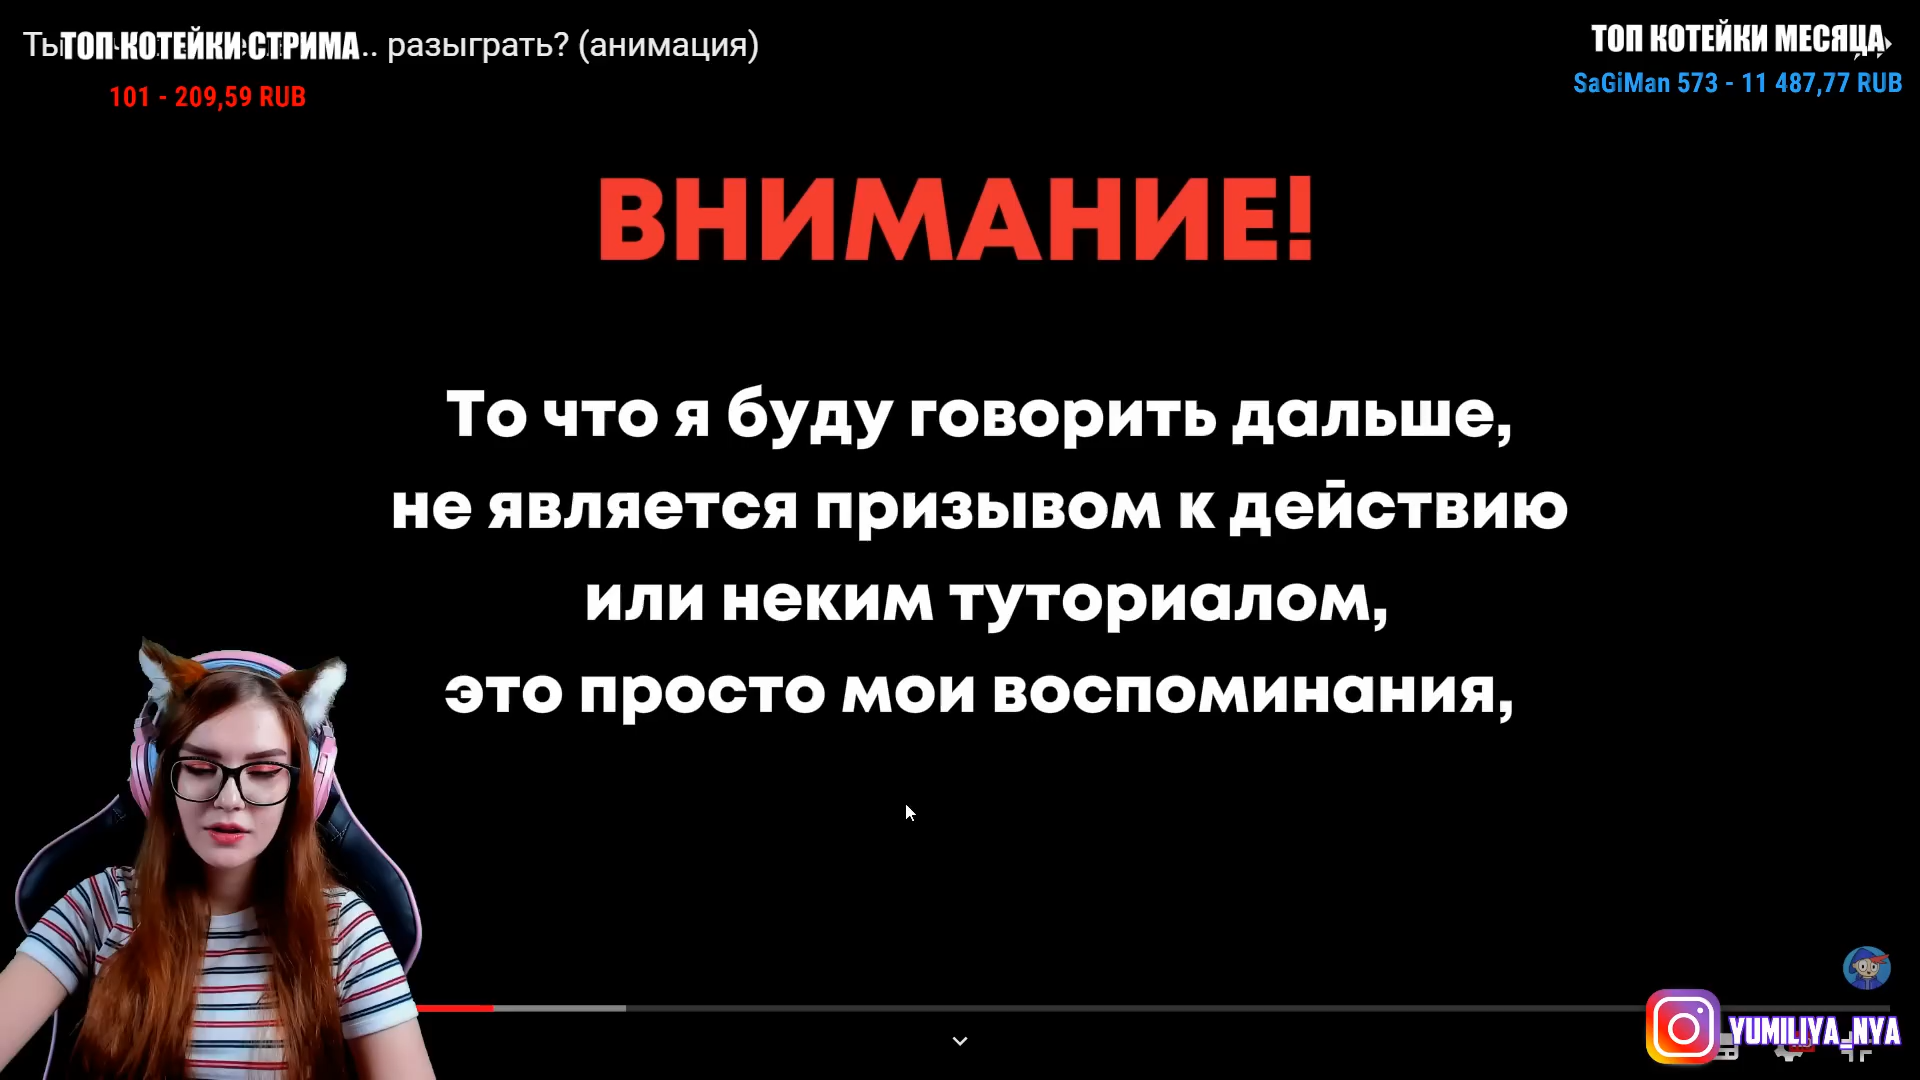 Ты
ТОП КОТЕЙКИ СТРИМА
.. разыграть? (анимация)
101 - 209,59 RUB
ТОП КОТЕЙКИ МЕСЯЦА
SaGiMan 573 - 11 487,77 RUB
ВНИМАНИЕ!
То что я буду говорить дальше,
не является призывом к действию
или неким туториалом,
это просто мои воспоминания,
YUMILIYA_NYA